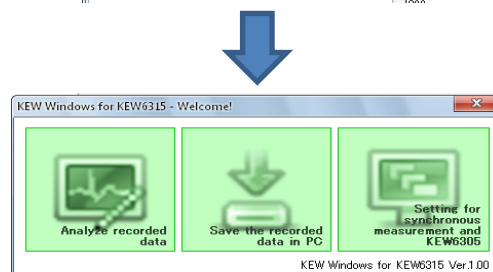 KEW Windows for KEW6315 - Welcome!
Analyze recorded
data
Save the recorded
data in PC
Setting for
synchronous
measurement and
KEW6305
KEW Windows for KEW6315 Ver.1.00